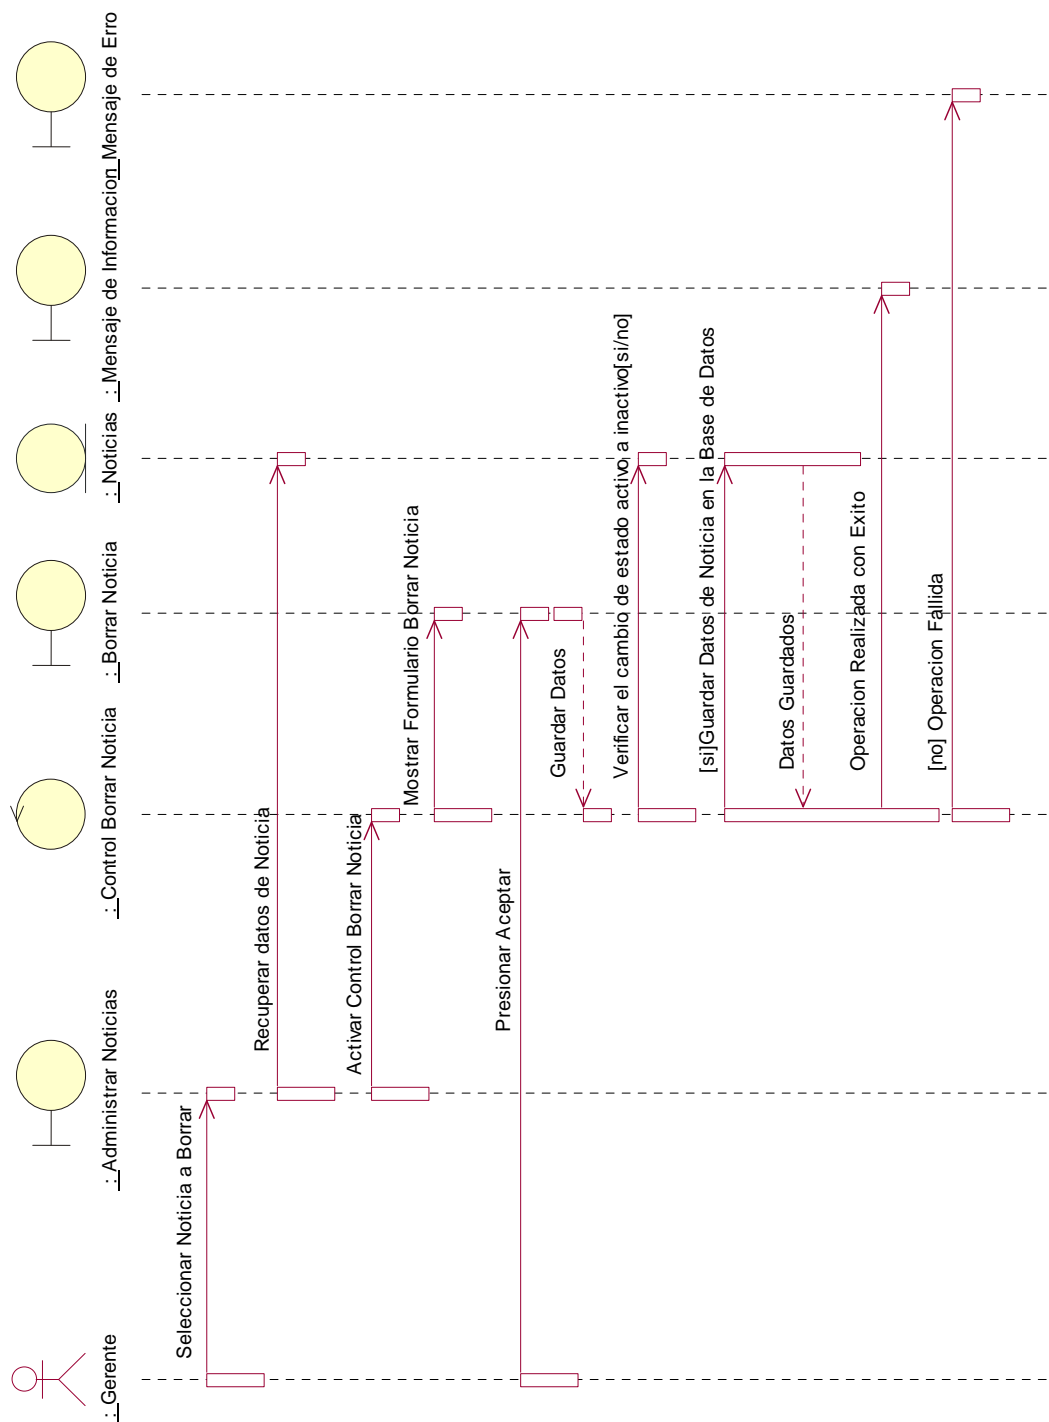 : Gerente
: Administrar Noticias
: Control Borrar Noticia
: Borrar Noticia
: Noticias
: Mensaje de Informacion
: Mensaje de Erro
Seleccionar Noticia a Borrar
Recuperar datos de Noticia
Activar Control Borrar Noticia
Mostrar Formulario Borrar Noticia
Presionar Aceptar
Guardar Datos
Verificar el cambio de estado activo a inactivo[si/no]
[si]Guardar Datos de Noticia en la Base de Datos
Datos Guardados
Operacion Realizada con Exito
[no] Operacion Fallida